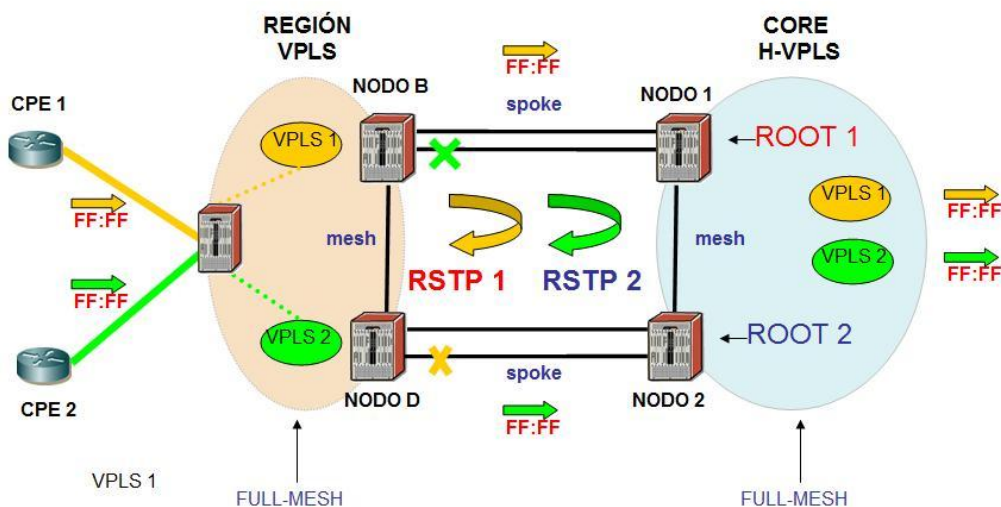 REGIÓN
VPLS
CORE
H-VPLS
FF:FF
CPE 1
NODO B
spoke
NODO 1
VPLS 1
ROOT 1
FF:FF
VPLS 1
FF:FF
mesh
mesh
VPLS 2
FF:FF
FF:FF
RSTP 1
RSTP 2
VPLS 2
ROOT 2
CPE 2
NODO D
spoke
NODO 2
FF:FF
VPLS 1
FULL-MESH
FULL-MESH